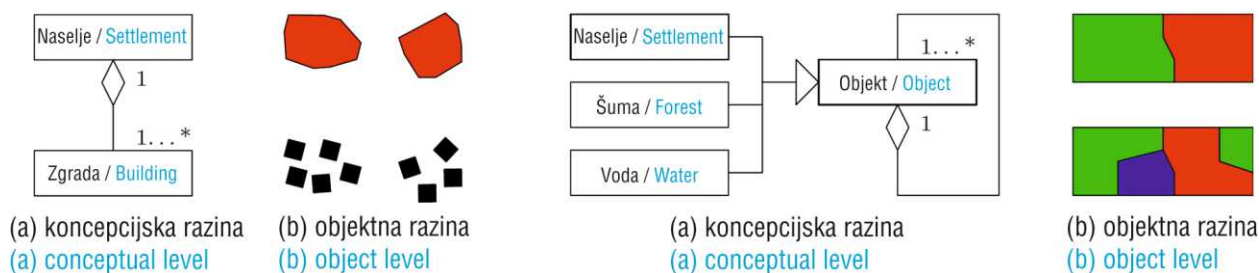 Naselje / Settlement
1
1...*
Zgrada / Building
(a) koncepcijska razina
(a) conceptual level
(b) objektna razina
(b) object level
Naselje / Settlement
Šuma / Forest
Voda / Water
1...*
Objekt / Object
1
(a) koncepcijska razina
(a) conceptual level
(b) objektna razina
(b) object level